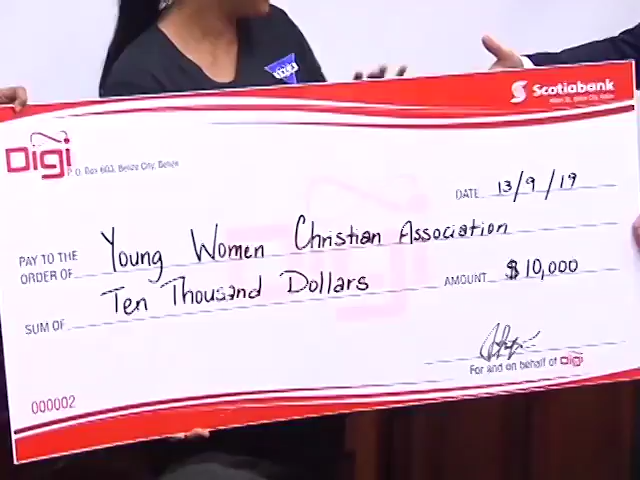 Scotiabank
Digi
P.O. Box 603, Belize City, Belize
DATE 13/9/19
PAY TO THE
ORDER OF Young Women Christian Association
SUM OF Ten Thousand Dollars
AMOUNT $10,000
For and on behalf of Digi
000002